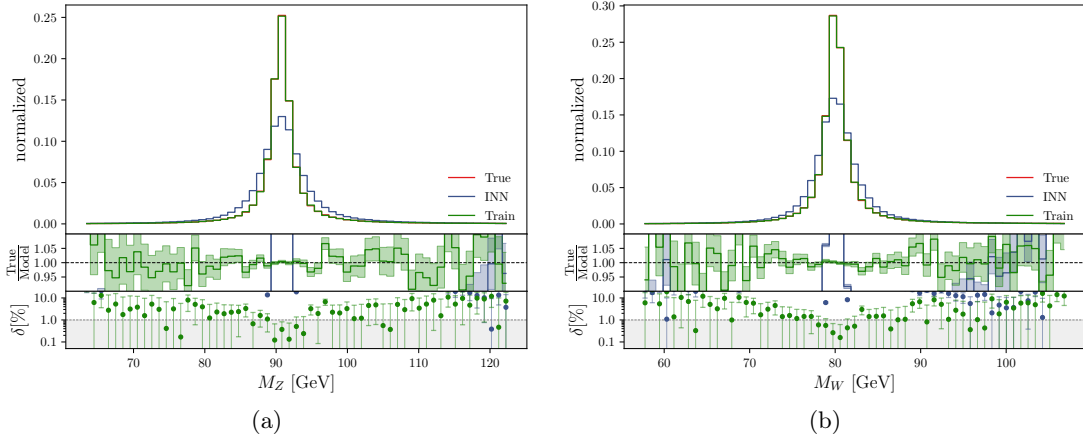 0.25
0.20
0.15
0.10
0.05
0.00
normalized
True
INN
Train
1.05
1.00
0.95
True
Model
10.0
1.0
0.1
δ[%]
70 80 90 100 110 120
M_Z [GeV]
(a)
0.30
0.25
0.20
0.15
0.10
0.05
0.00
normalized
True
INN
Train
1.05
1.00
0.95
True
Model
10.0
1.0
0.1
δ[%]
60 70 80 90 100
M_W [GeV]
(b)